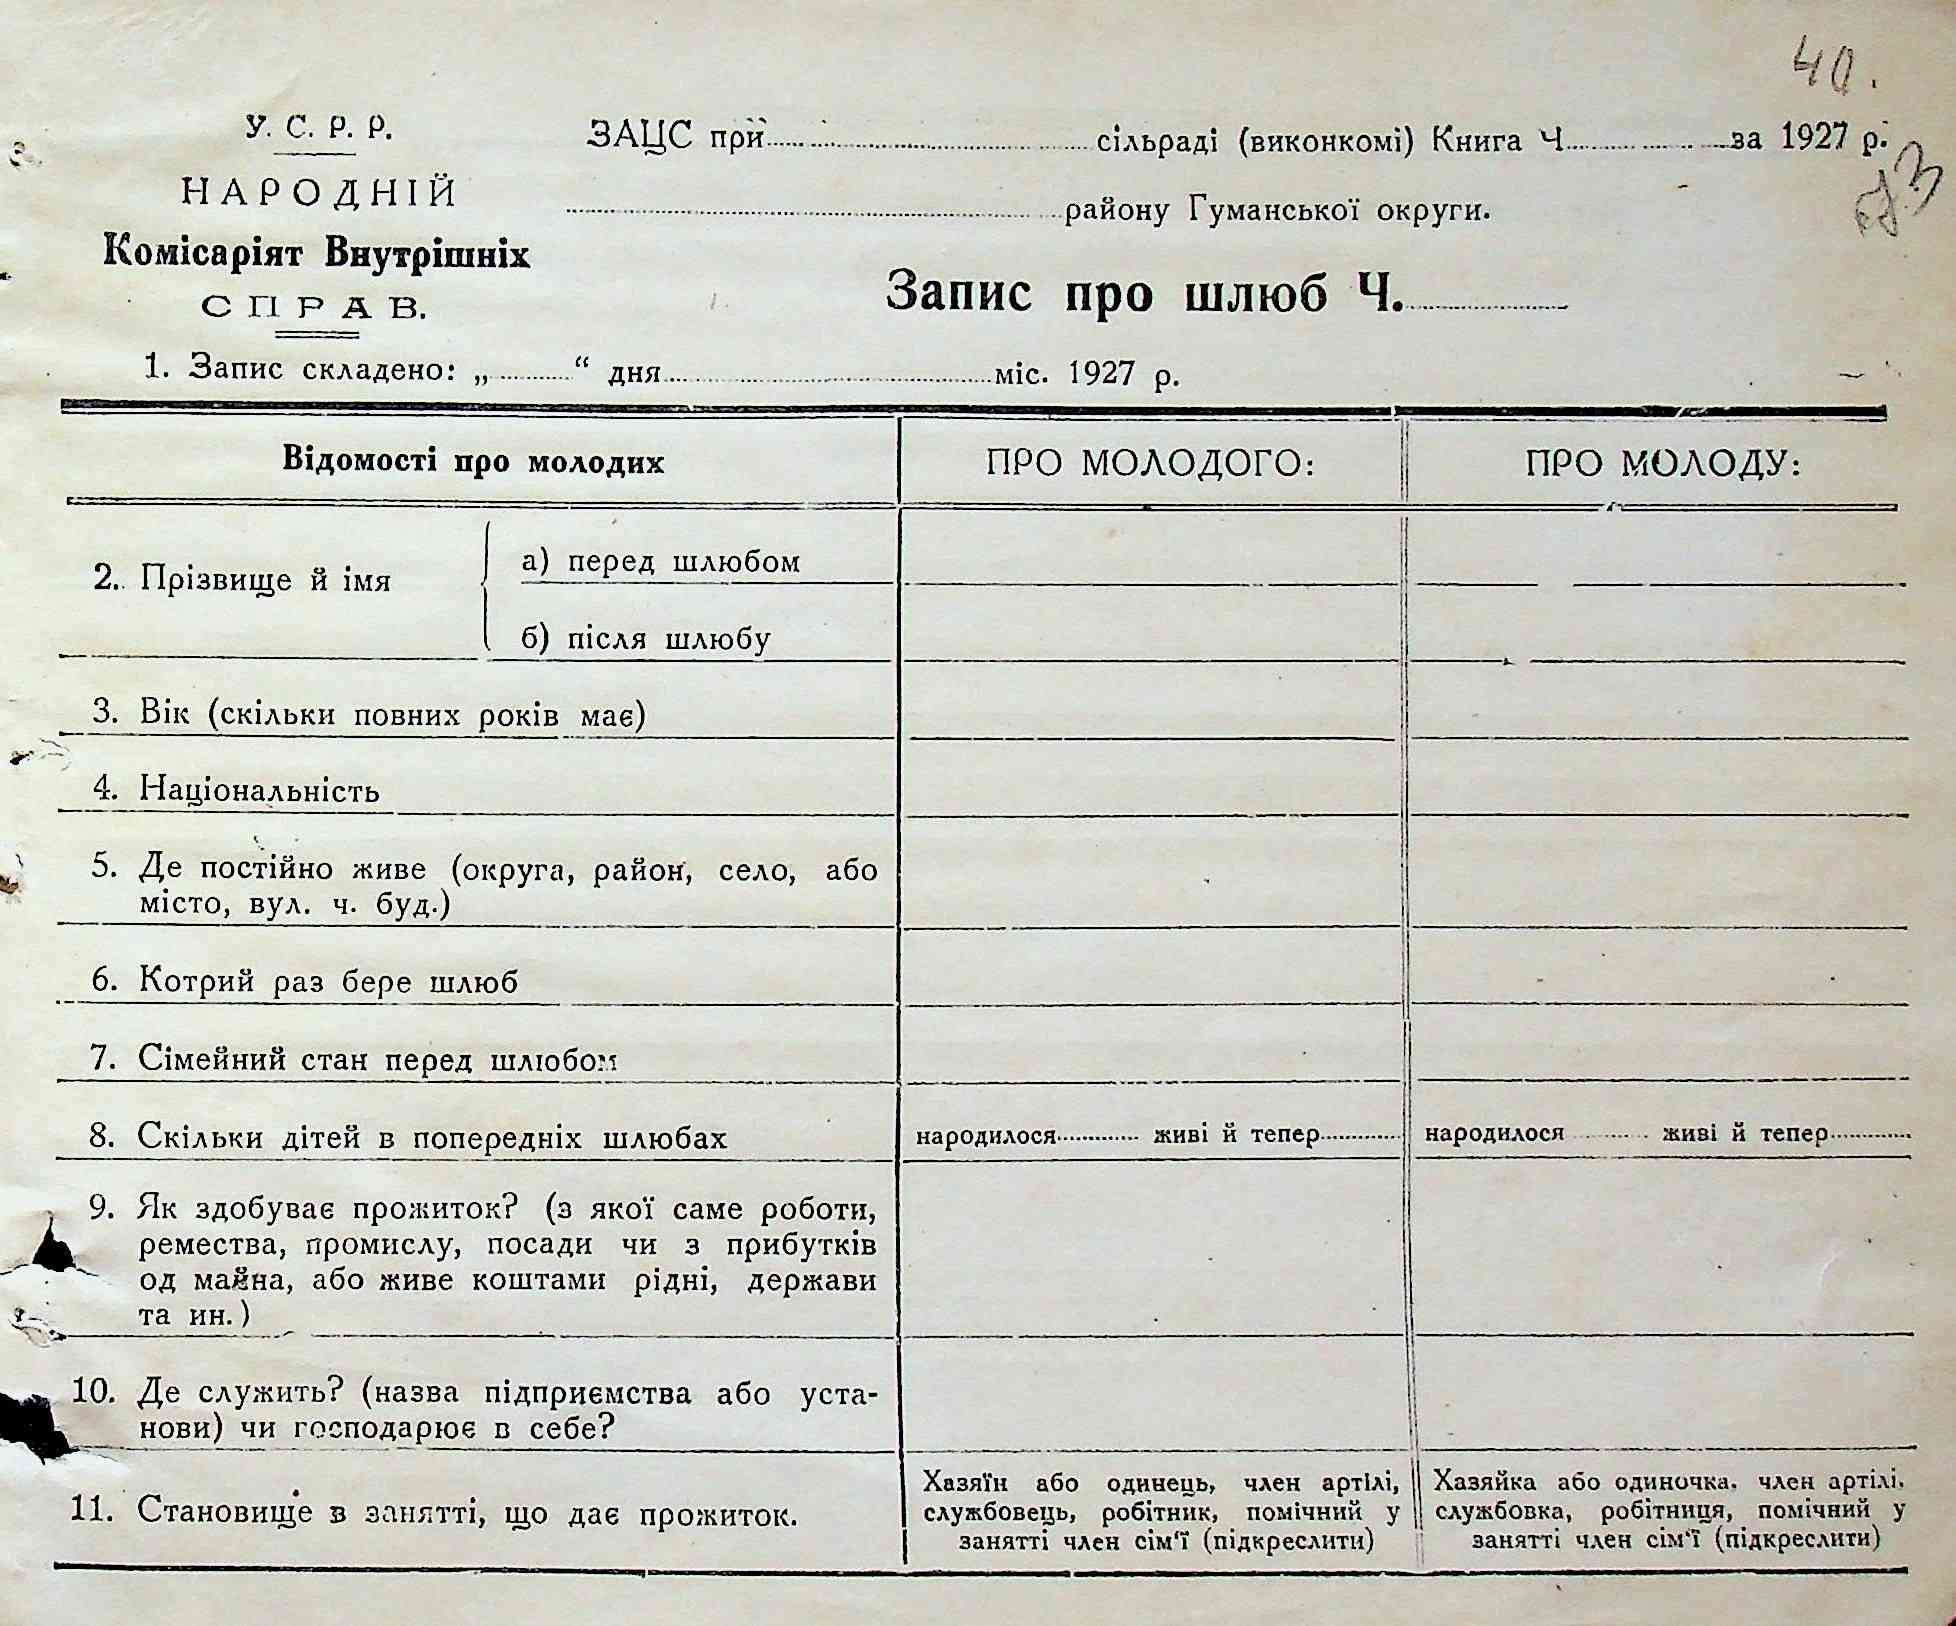 40.
У. С. Р. Р.
НАРОДНІЙ
Комісаріят Внутрішніх
СПРАВ.
ЗАЦС при сільраді (виконкомі) Книга Ч. за 1927 р.
району Гуманської округи.
Запис про шлюб Ч.
1. Запис складено: „ “ дня міс. 1927 р.
Відомості про молодих ПРО МОЛОДОГО: ПРО МОЛОДУ:
2. Прізвище й імя
а) перед шлюбом
б) після шлюбу
3. Вік (скільки повних років має)
4. Національність
5. Де постійно живе (округа, район, село, або
місто, вул. ч. буд.)
6. Котрий раз бере шлюб
7. Сімейний стан перед шлюбом
8. Скільки дітей в попередніх шлюбах народилося живі й тепер народилося живі й тепер
9. Як здобуває прожиток? (з якої саме роботи,
ремества, промислу, посади чи з прибутків
од майна, або живе коштами рідні, держави
та ин.)
10. Де служить? (назва підприємства або уста-
нови) чи господарює в себе?
11. Становище в занятті, що дає прожиток.
Хазяїн або одинець, член артілі,
службовець, робітник, помічний у
занятті член сім‘ї (підкреслити)
Хазяйка або одиночка, член артілі,
службовка, робітниця, помічний у
занятті член сім‘ї (підкреслити)